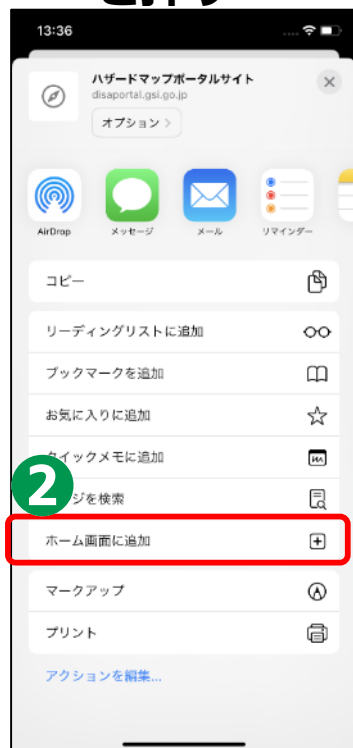 13:36
ハザードマップポータルサイト
disaportal.gsi.go.jp
オプション
AirDrop メッセージ メール リマインダー
コピー
リーディングリストに追加
ブックマークを追加
お気に入りに追加
クイックメモに追加
2
ジを検索
ホーム画面に追加
マークアップ
プリント
アクションを編集...